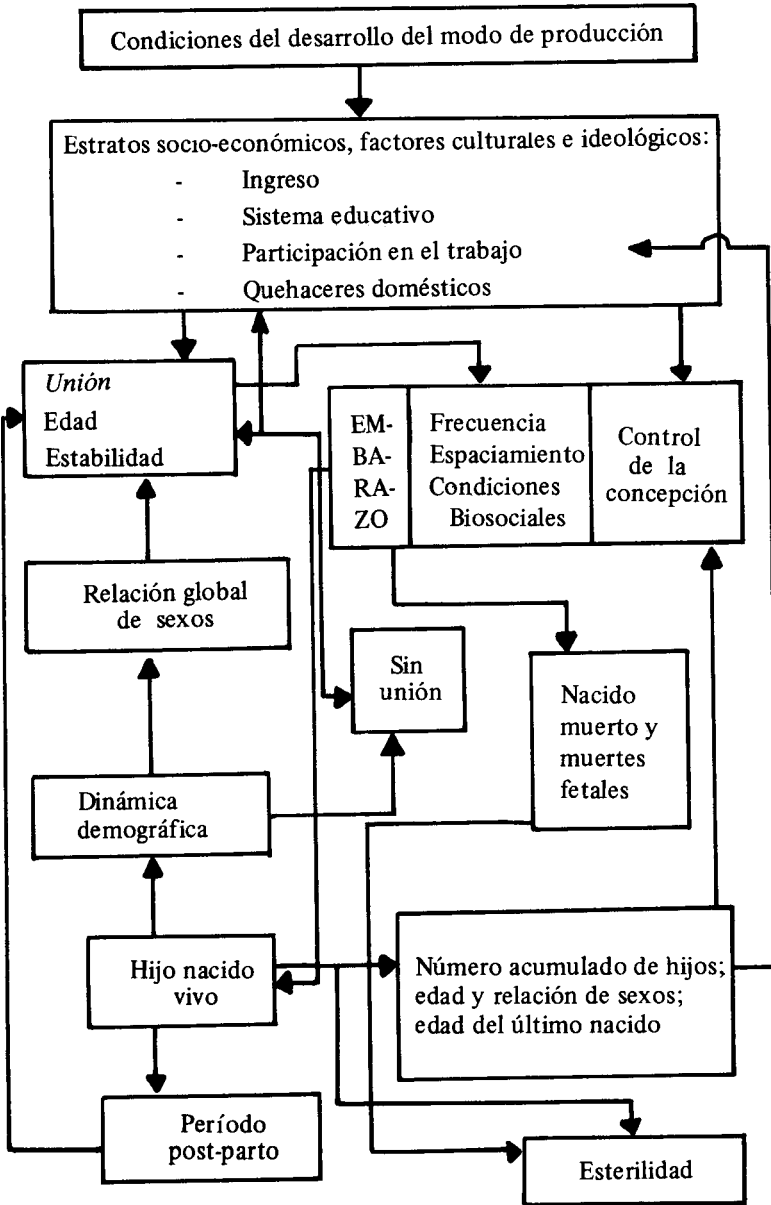 Condiciones del desarrollo del modo de producción
Estratos socio-económicos, factores culturales e ideológicos:
- Ingreso
- Sistema educativo
- Participación en el trabajo
- Quehaceres domésticos
Unión
Edad
Estabilidad
EM-
BA-
RA-
ZO
Frecuencia
Espaciamiento
Condiciones
Biosociales
Control
de la
concepción
Relación global
de sexos
Sin
unión
Nacido
muerto y
muertes
fetales
Dinámica
demográfica
Hijo nacido
vivo
Número acumulado de hijos;
edad y relación de sexos;
edad del último nacido
Período
post-parto
Esterilidad